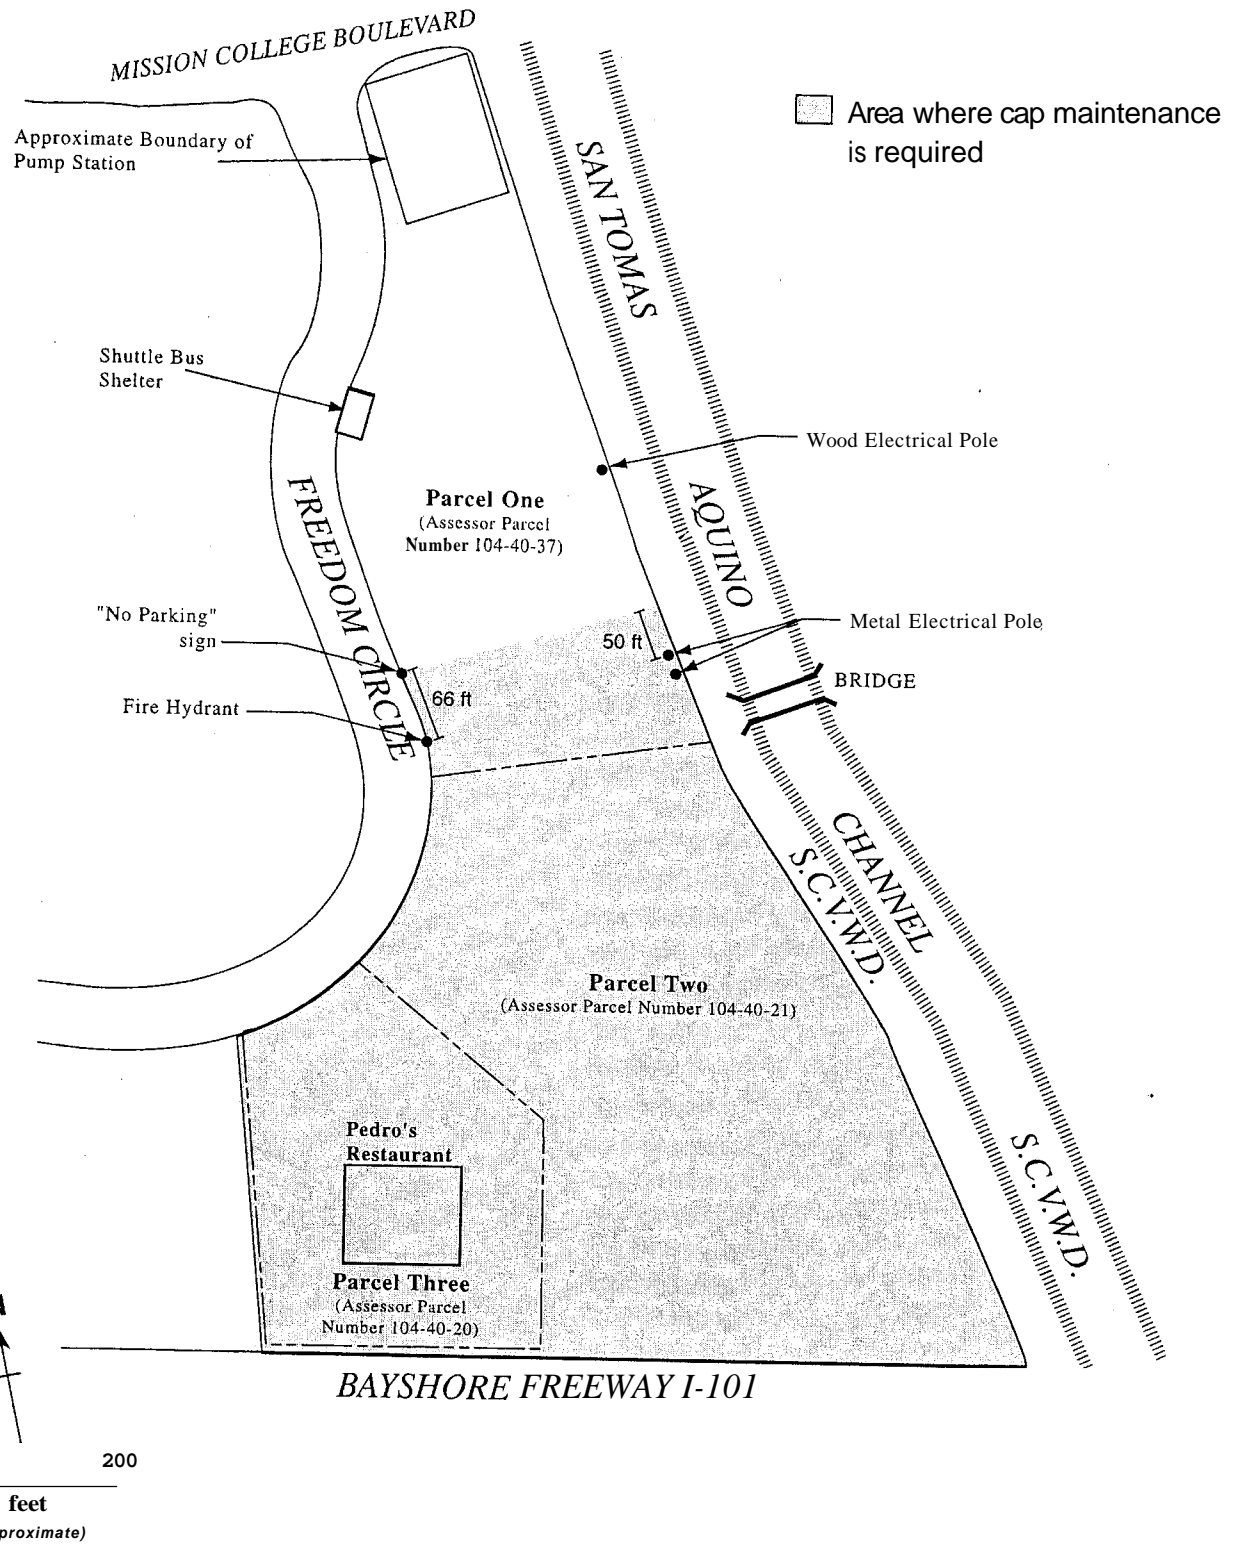 MISSION COLLEGE BOULEVARD
Area where cap maintenance
is required
Approximate Boundary of
Pump Station
SAN TOMAS
Shuttle Bus
Shelter
Wood Electrical Pole
FREEDOM CIRCLE
Parcel One
(Assessor Parcel
Number 104-40-37)
AQUINO
"No Parking"
sign
50 ft
Metal Electrical Pole
66 ft
BRIDGE
Fire Hydrant
CHANNEL
S.C.V.W.D.
Parcel Two
(Assessor Parcel Number 104-40-21)
Pedro's
Restaurant
S.C.V.W.D.
Parcel Three
(Assessor Parcel
Number 104-40-20)
BAYSHORE FREEWAY I-101
200
feet
proximate)